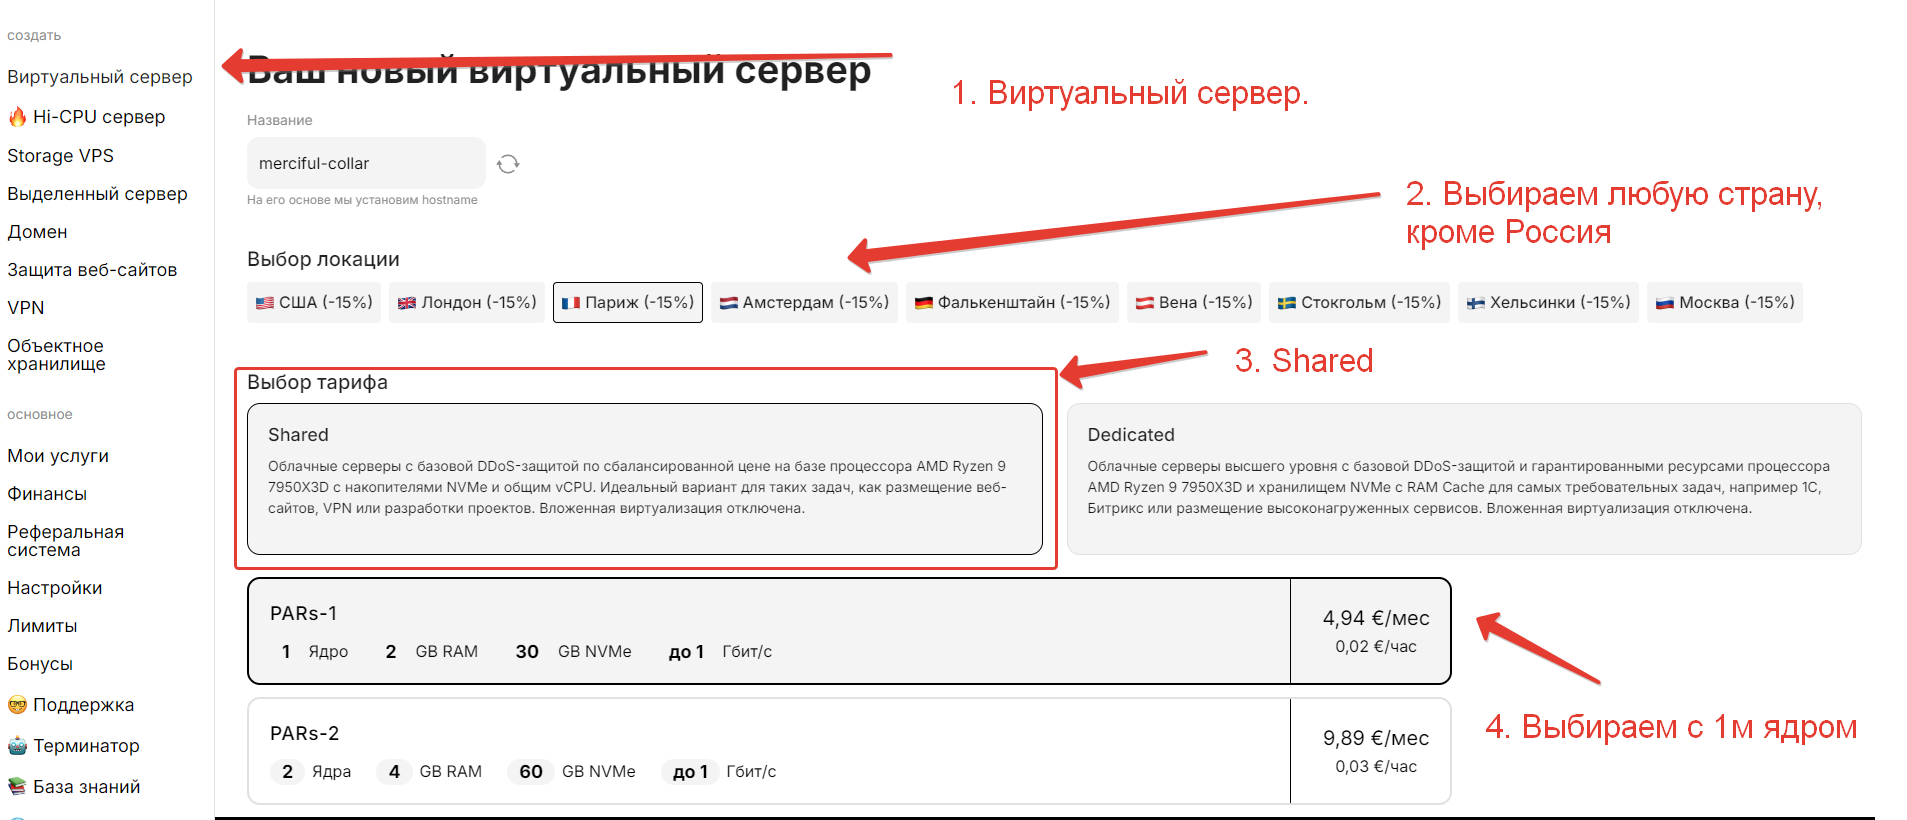 создать
Виртуальный сервер
🔥 Hi-CPU сервер
Storage VPS
Выделенный сервер
Домен
Защита веб-сайтов
VPN
Объектное
хранилище
основное
Мои услуги
Финансы
Реферальная
система
Настройки
Лимиты
Бонусы
Поддержка
Терминатор
База знаний
Ваш новый виртуальный сервер
1. Виртуальный сервер.
Название
merciful-collar
На его основе мы установим hostname
2. Выбираем любую страну,
кроме Россия
Выбор локации
США (-15%) Лондон (-15%) Париж (-15%) Амстердам (-15%) Фалькенштайн (-15%) Вена (-15%) Стокгольм (-15%) Хельсинки (-15%) Москва (-15%)
3. Shared
Выбор тарифа
Shared
Облачные серверы с базовой DDoS-защитой по сбалансированной цене на базе процессора AMD Ryzen 9
7950X3D с накопителями NVMe и общим vCPU. Идеальный вариант для таких задач, как размещение веб-
сайтов, VPN или разработки проектов. Вложенная виртуализация отключена.
Dedicated
Облачные серверы высшего уровня с базовой DDoS-защитой и гарантированными ресурсами процессора
AMD Ryzen 9 7950X3D и хранилищем NVMe с RAM Cache для самых требовательных задач, например 1С,
Битрикс или размещение высоконагруженных сервисов. Вложенная виртуализация отключена.
PARs-1
1 Ядро 2 GB RAM 30 GB NVMe до 1 Гбит/с
4,94 €/мес
0,02 €/час
4. Выбираем с 1м ядром
PARs-2
2 Ядра 4 GB RAM 60 GB NVMe до 1 Гбит/с
9,89 €/мес
0,03 €/час